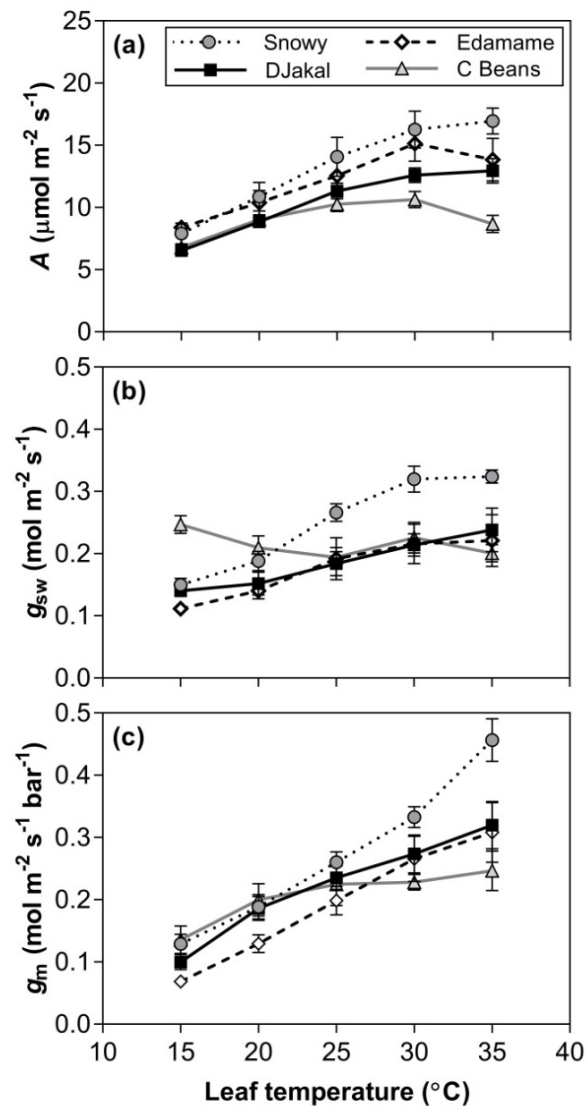 (a)
Snowy
Edamame
DJakal
C Beans
25
20
15
10
5
0
A (μmol m⁻² s⁻¹)
(b)
0.5
0.4
0.3
0.2
0.1
0.0
g_sw (mol m⁻² s⁻¹)
(c)
0.5
0.4
0.3
0.2
0.1
0.0
g_m (mol m⁻² s⁻¹ bar⁻¹)
10 15 20 25 30 35 40
Leaf temperature (°C)